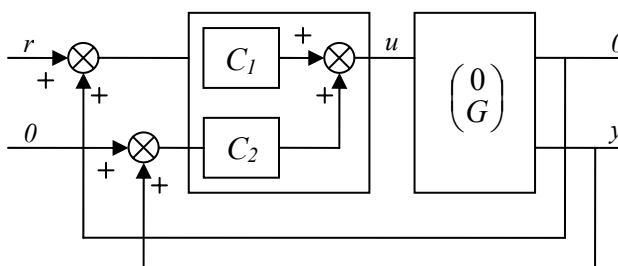 r + + + C₁ + + u 0
(0
G)
0 + + C₂ y